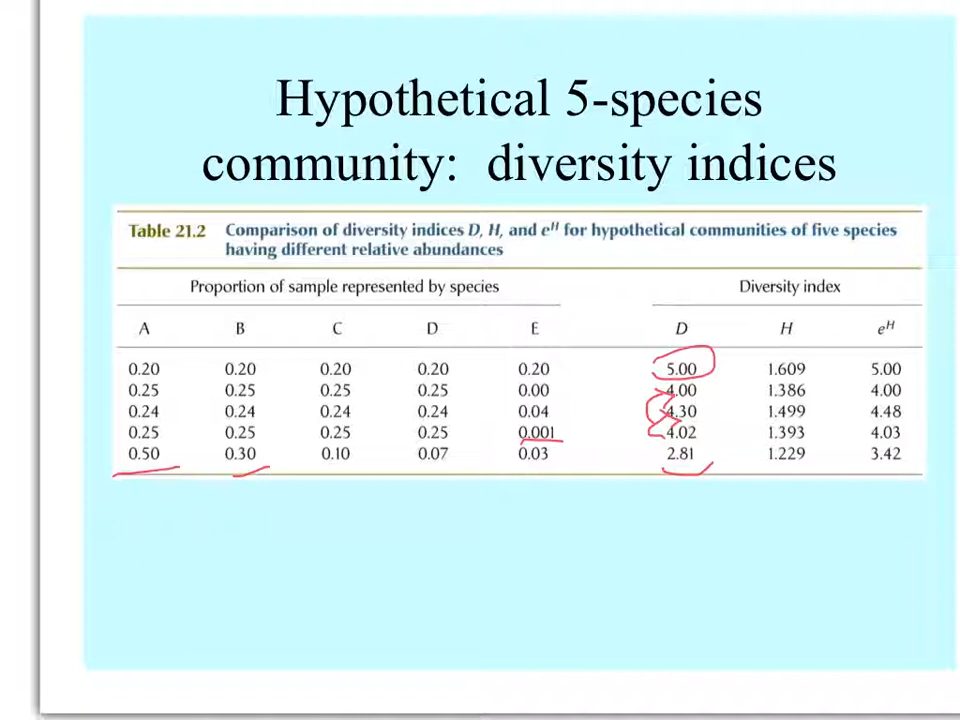 Hypothetical 5-species
community: diversity indices
Table 21.2 Comparison of diversity indices D, H, and e^H for hypothetical communities of five species
having different relative abundances
Proportion of sample represented by species Diversity index
A B C D E D H e^H
0.20 0.20 0.20 0.20 0.20 5.00 1.609 5.00
0.25 0.25 0.25 0.25 0.00 4.00 1.386 4.00
0.24 0.24 0.24 0.24 0.04 4.30 1.499 4.48
0.25 0.25 0.25 0.25 0.001 4.02 1.393 4.03
0.50 0.30 0.10 0.07 0.03 2.81 1.229 3.42